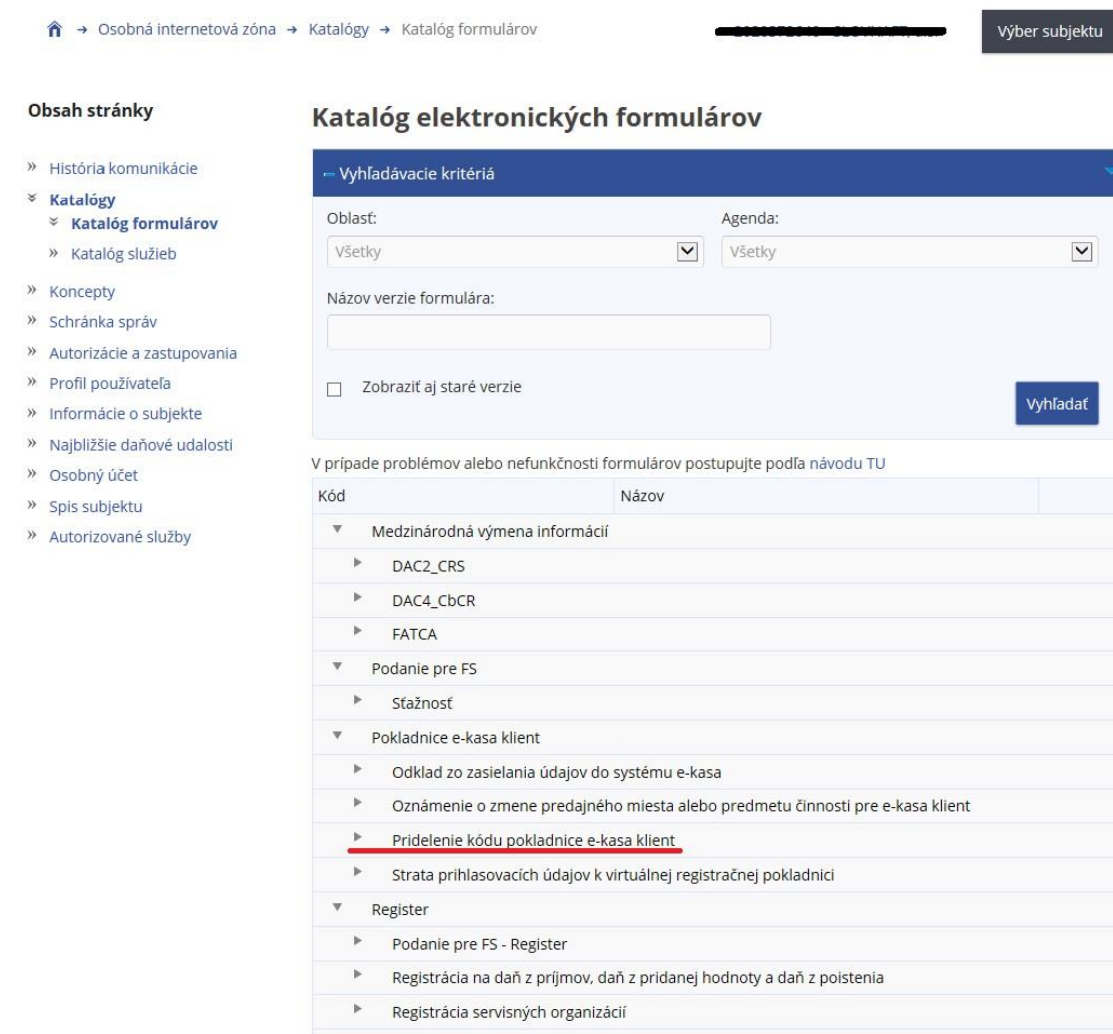 Osobná internetová zóna → Katalógy → Katalóg formulárov
Výber subjektu
Obsah stránky
História komunikácie
Katalógy
Katalóg formulárov
Katalóg služieb
Koncepty
Schránka správ
Autorizácie a zastupovania
Profil používateľa
Informácie o subjekte
Najbližšie daňové udalosti
Osobný účet
Spis subjektu
Autorizované služby
Katalóg elektronických formulárov
Vyhľadávacie kritériá
Oblasť: Agenda:
Všetky Všetky
Názov verzie formulára:
Zobraziť aj staré verzie
Vyhľadať
V prípade problémov alebo nefunkčnosti formulárov postupujte podľa návodu TU
Kód Názov
Medzinárodná výmena informácií
DAC2_CRS
DAC4_CbCR
FATCA
Podanie pre FS
Sťažnosť
Pokladnice e-kasa klient
Odklad zo zasielania údajov do systému e-kasa
Oznámenie o zmene predajného miesta alebo predmetu činnosti pre e-kasa klient
Pridelenie kódu pokladnice e-kasa klient
Strata prihlasovacích údajov k virtuálnej registračnej pokladnici
Register
Podanie pre FS - Register
Registrácia na daň z príjmov, daň z pridanej hodnoty a daň z poistenia
Registrácia servisných organizácií